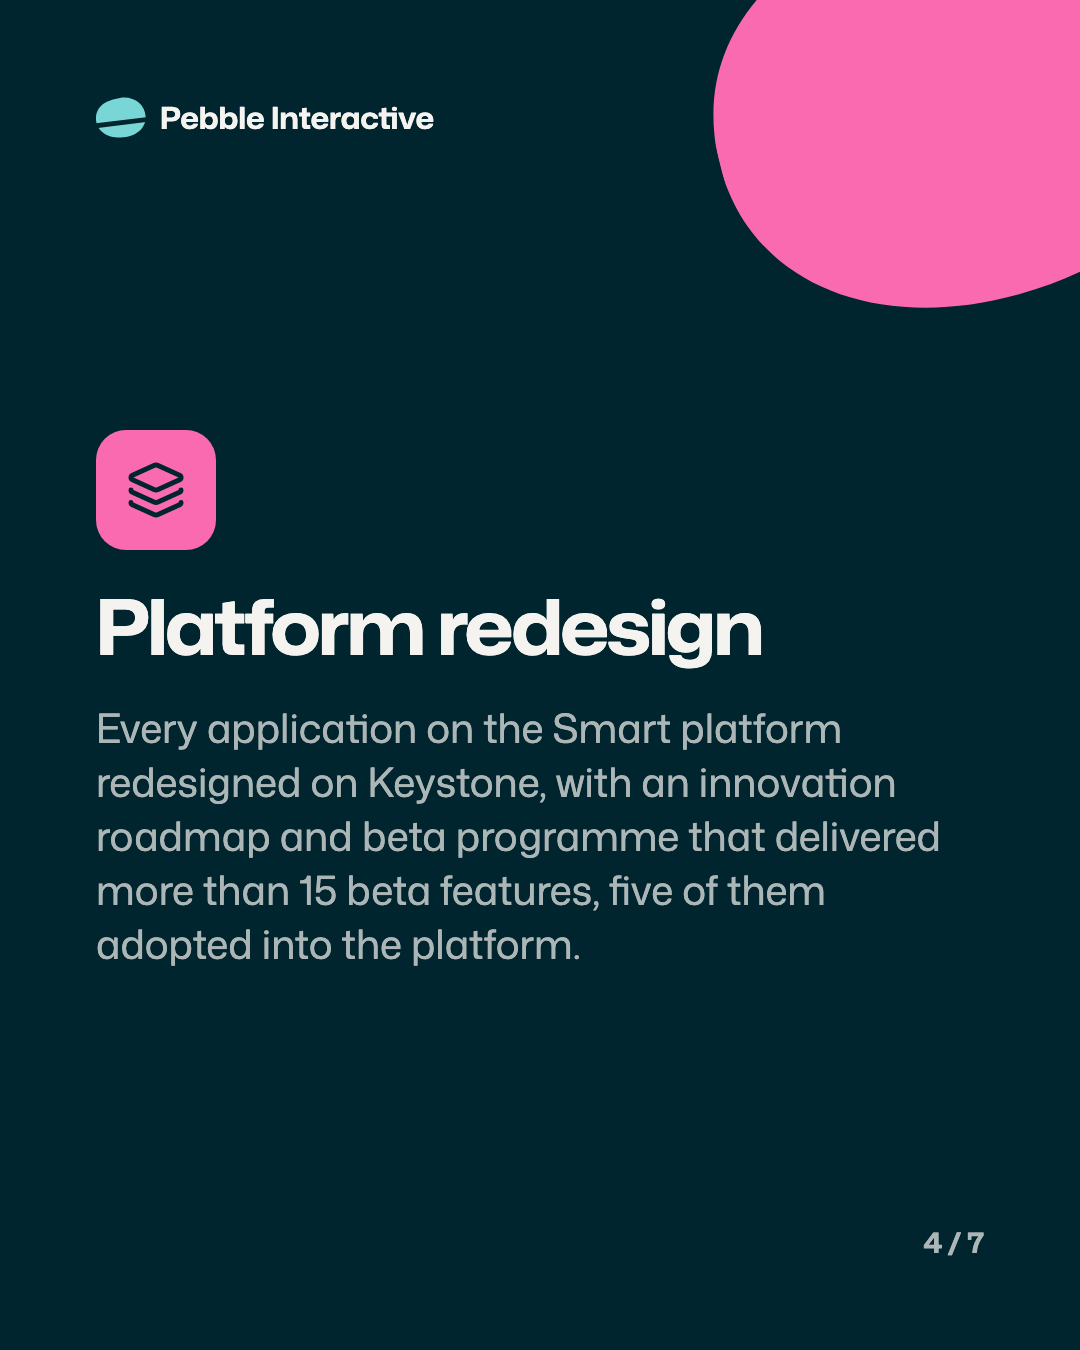 Pebble Interactive
Platform redesign
Every application on the Smart platform
redesigned on Keystone, with an innovation
roadmap and beta programme that delivered
more than 15 beta features, five of them
adopted into the platform.
4 / 7